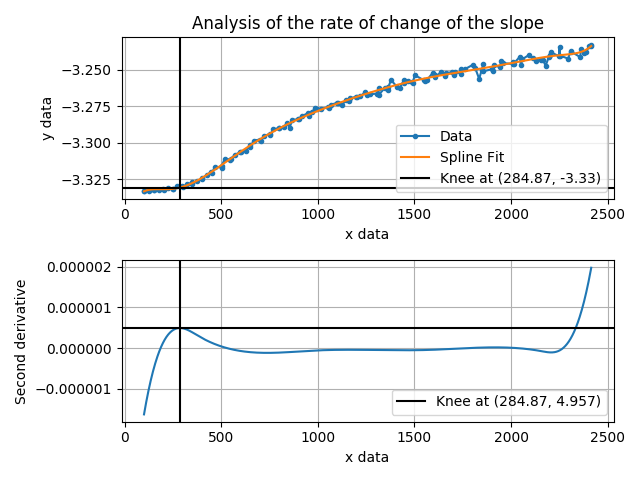 Analysis of the rate of change of the slope
y data
−3.250
−3.275
−3.300
−3.325
Data
Spline Fit
Knee at (284.87, -3.33)
0
500
1000
1500
2000
2500
x data
Second derivative
0.000002
0.000001
0.000000
−0.000001
Knee at (284.87, 4.957)
0
500
1000
1500
2000
2500
x data